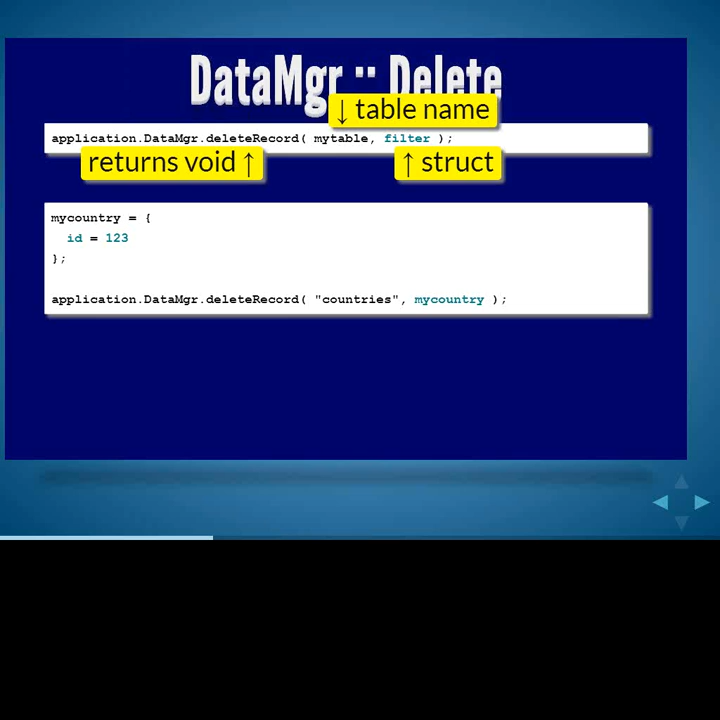 DataMgr :: Delete
↓ table name
application.DataMgr.deleteRecord( mytable, filter );
returns void ↑ ↑ struct
mycountry = {
  id = 123
};
application.DataMgr.deleteRecord( "countries", mycountry );